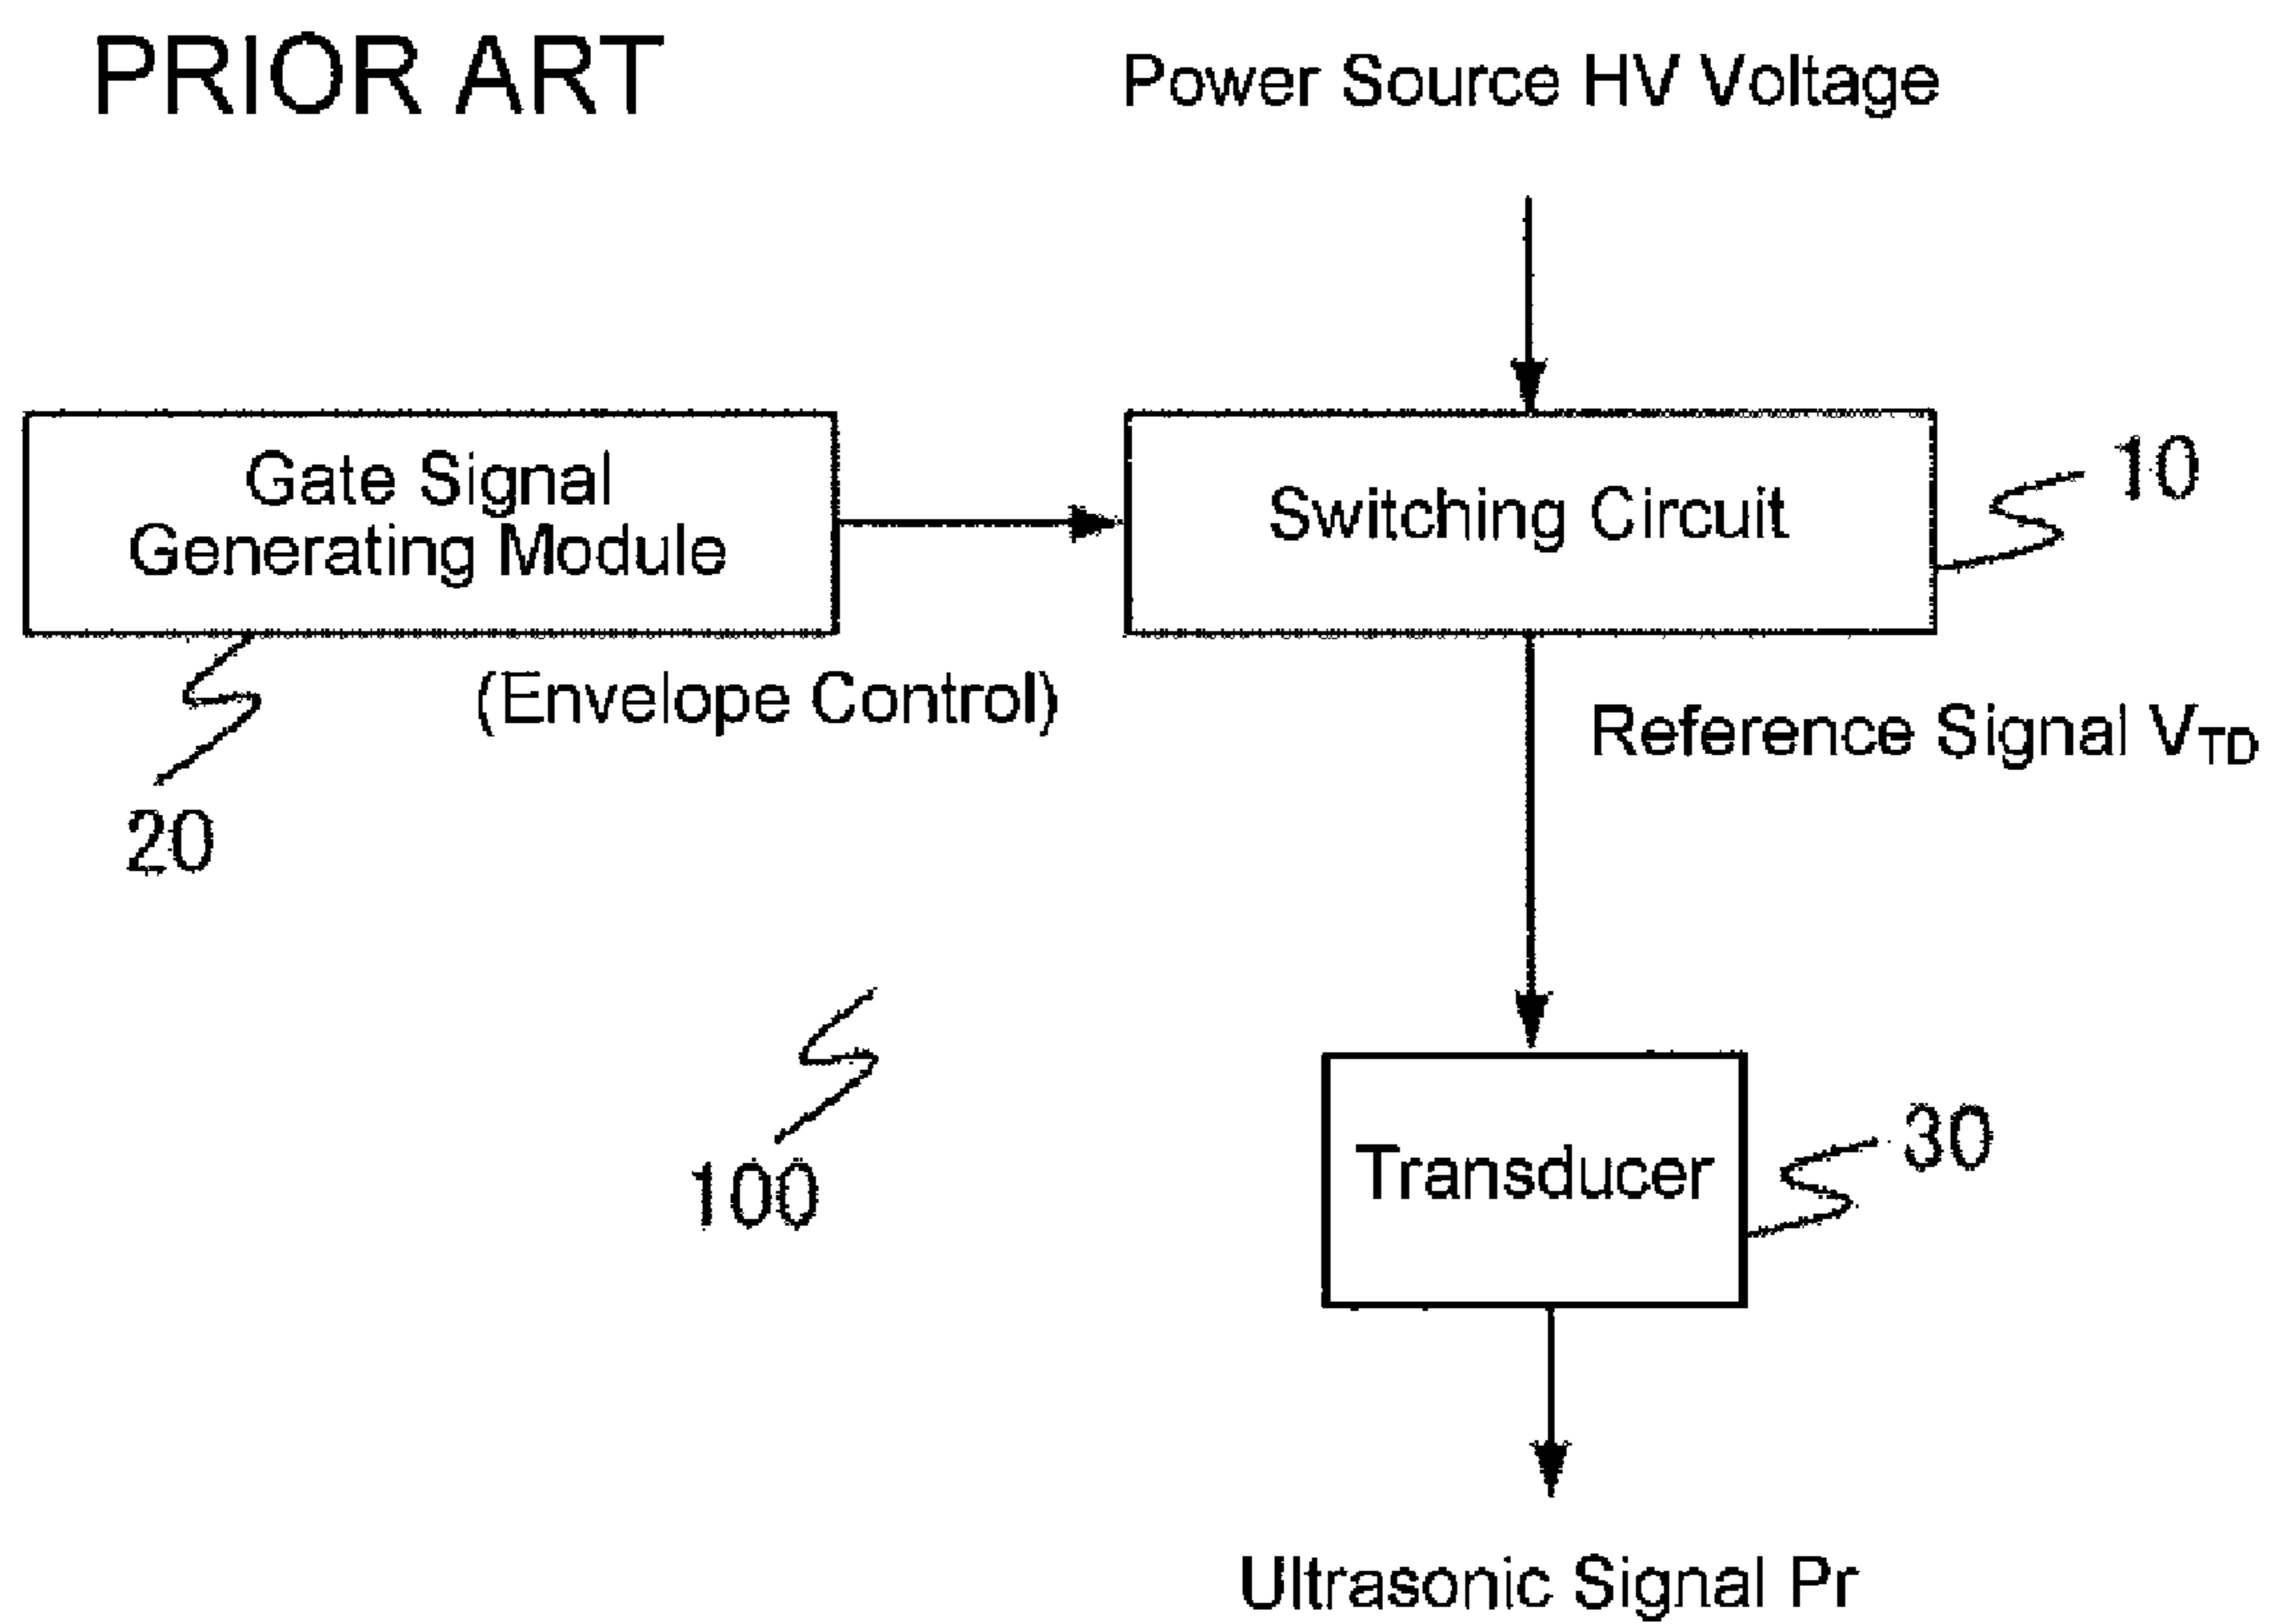 PRIOR ART
Power Source HV Voltage
Gate Signal
Generating Module
Switching Circuit
10
(Envelope Control)
Reference Signal VTD
20
100
Transducer
30
Ultrasonic Signal Pr